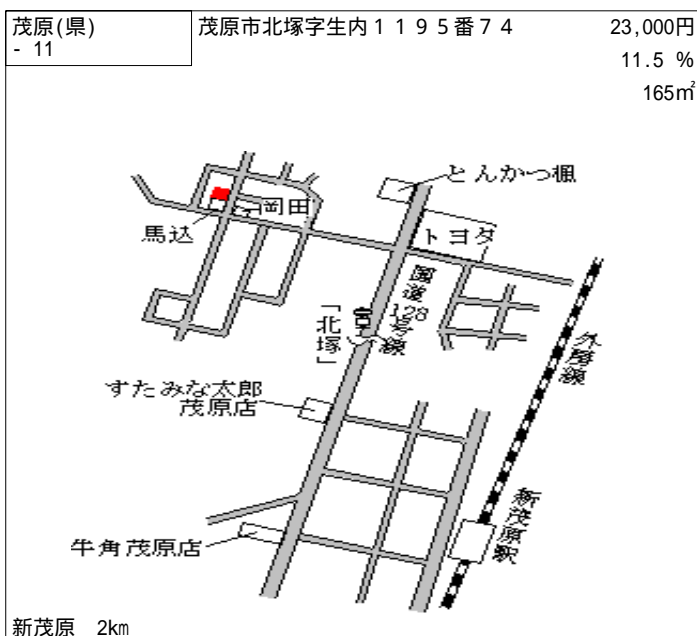 茂原(県)
- 11
茂原市北塚字生内１１９５番７４
23,000円
11.5 %
165㎡
とんかつ楓
岡田
馬込
トヨタ
国道128号線
「北塚」
外房線
すたみな太郎
茂原店
新茂原駅
牛角茂原店
新茂原 2km